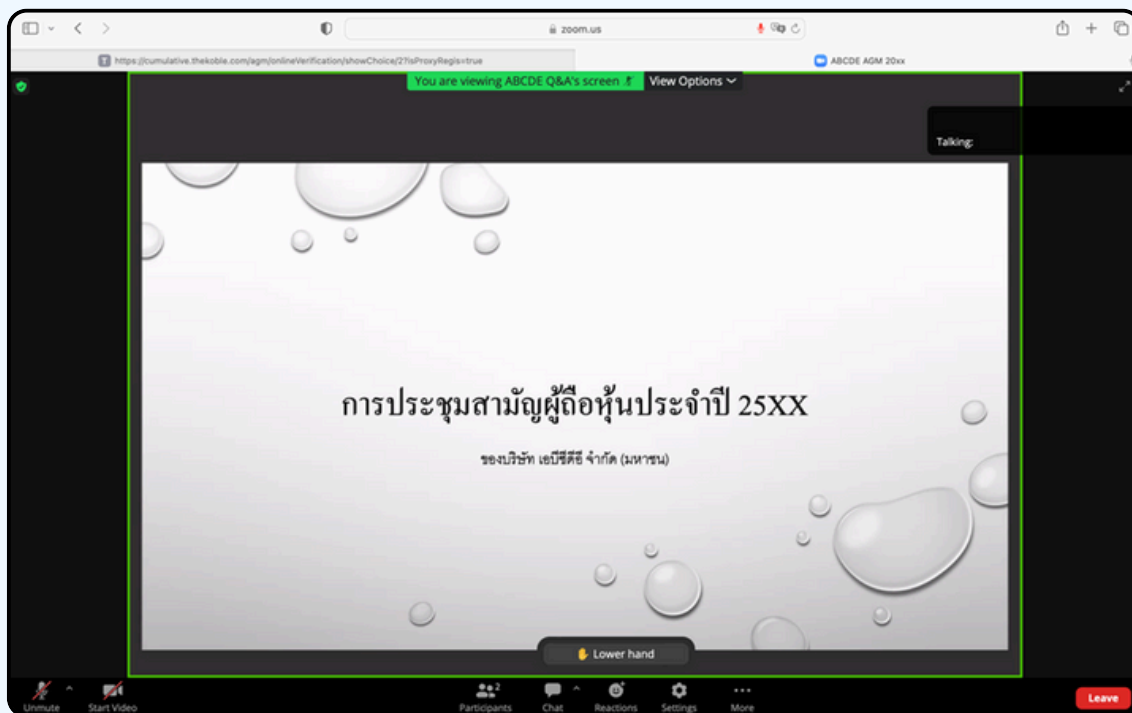 zoom.us
https://cumulative.thekoble.com/agm/onlineVerification/showChoice/2?isProxyRegis=true
ABCDE AGM 20xx
You are viewing ABCDE Q&A's screen
View Options
Talking:
การประชุมสามัญผู้ถือหุ้นประจำปี 25XX
ของบริษัท เอบีซีดีอี จำกัด (มหาชน)
Lower hand
2
Unmute Start Video Participants Chat Reactions Settings More Leave